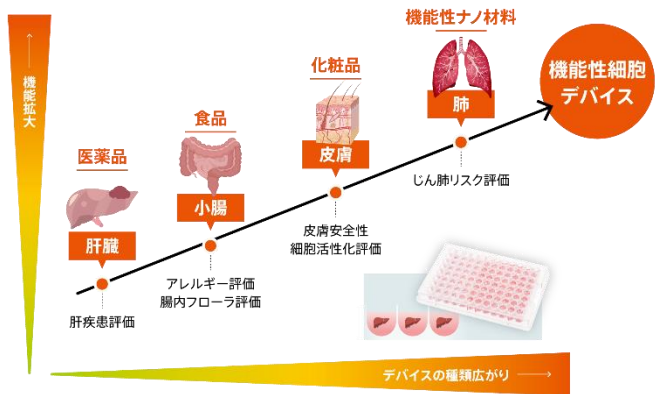 機能拡大
医薬品
肝臓
肝疾患評価
食品
小腸
アレルギー評価
腸内フローラ評価
化粧品
皮膚
皮膚安全性
細胞活性化評価
機能性ナノ材料
肺
じん肺リスク評価
機能性細胞
デバイス
デバイスの種類広がり